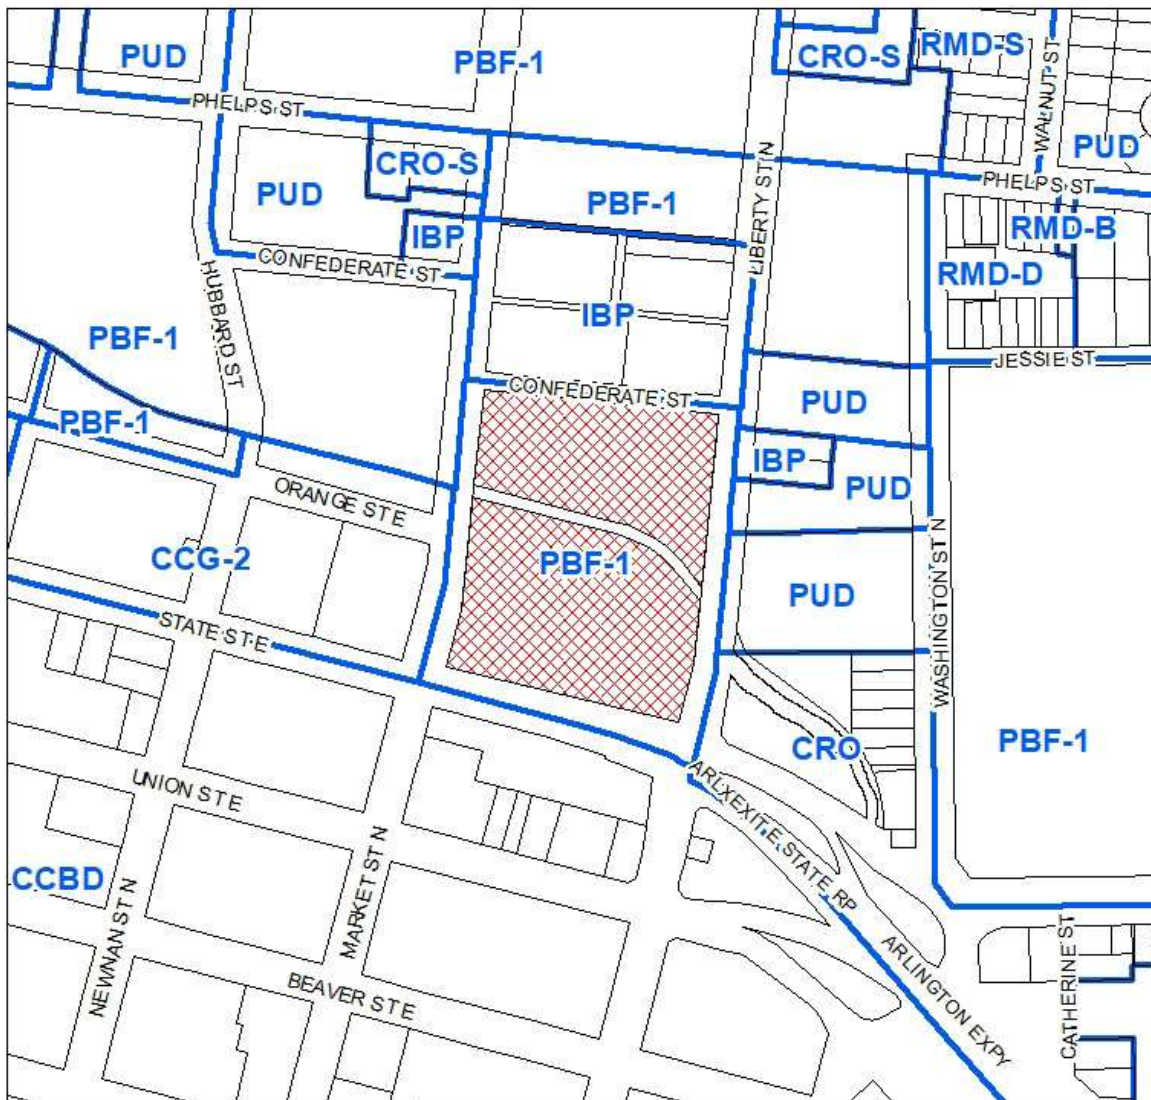 PUD
PBF-1
CRO-S
RMD-S
WALNUT ST
PHELPS ST
CRO-S
PUD
PUD
PBF-1
LIBERTY ST N
PHELPS ST
IBP
RMD-B
CONFEDERATE ST
RMD-D
HUBBARD ST
IBP
PBF-1
JESSIE ST
CONFEDERATE ST
PUD
PBF-1
IBP
PUD
ORANGE ST E
CCG-2
PBF-1
PUD
WASHINGTON ST N
STATE ST E
CRO
PBF-1
UNION ST E
ARLXEXIT E STATE RP
CCBD
MARKET ST N
NEWNAN ST N
BEAVER ST E
ARLINGTON EXPY
CATHERINE ST